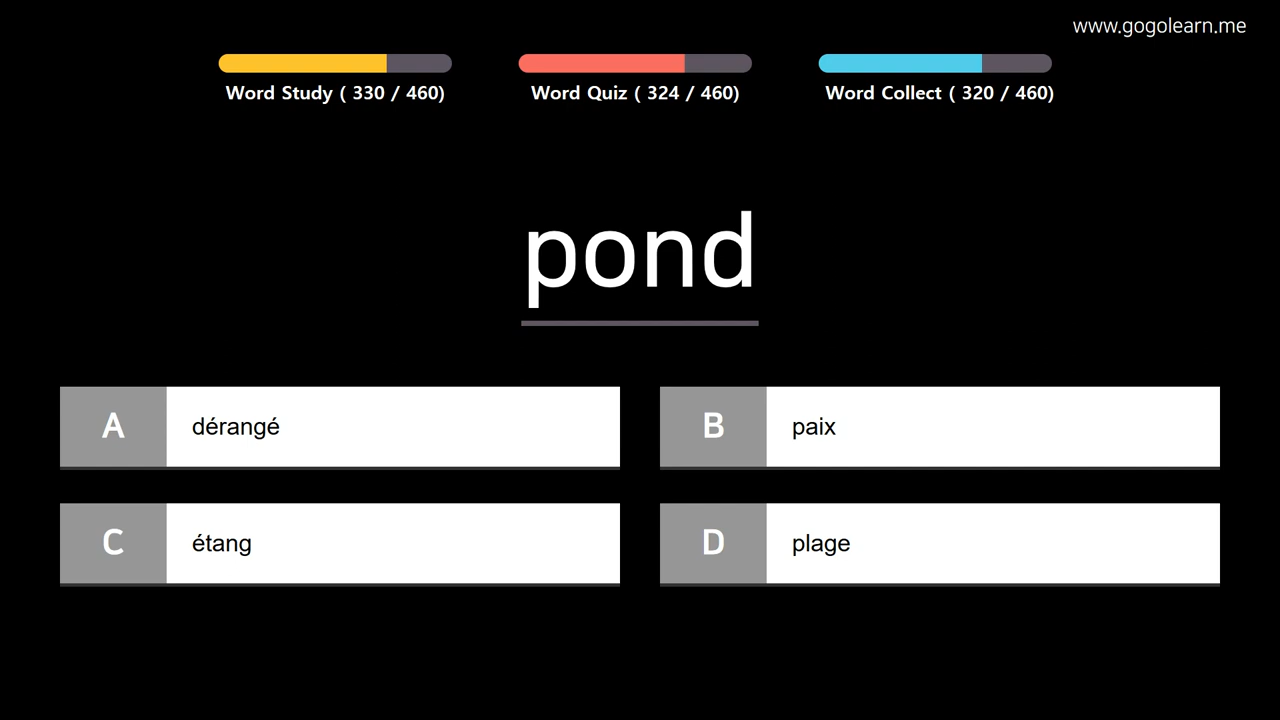 www.gogolearn.me
Word Study ( 330 / 460)
Word Quiz ( 324 / 460)
Word Collect ( 320 / 460)
pond
A dérangé
B paix
C étang
D plage